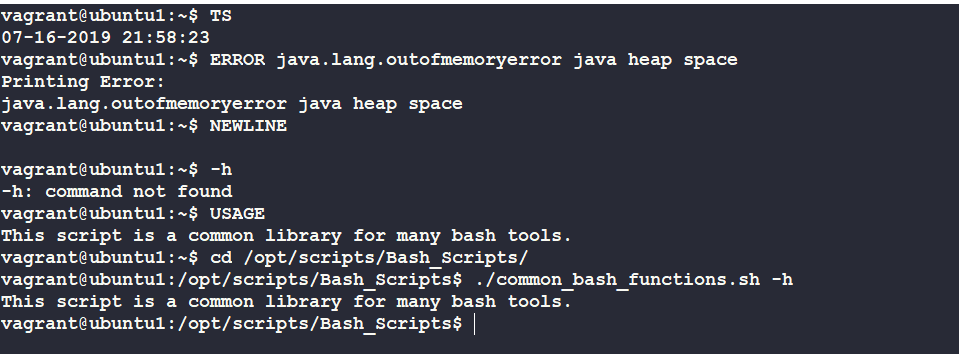 vagrant@ubuntu1:~$ TS
07-16-2019 21:58:23
vagrant@ubuntu1:~$ ERROR java.lang.outofmemoryerror java heap space
Printing Error:
java.lang.outofmemoryerror java heap space
vagrant@ubuntu1:~$ NEWLINE

vagrant@ubuntu1:~$ -h
-h: command not found
vagrant@ubuntu1:~$ USAGE
This script is a common library for many bash tools.
vagrant@ubuntu1:~$ cd /opt/scripts/Bash_Scripts/
vagrant@ubuntu1:/opt/scripts/Bash_Scripts$ ./common_bash_functions.sh -h
This script is a common library for many bash tools.
vagrant@ubuntu1:/opt/scripts/Bash_Scripts$